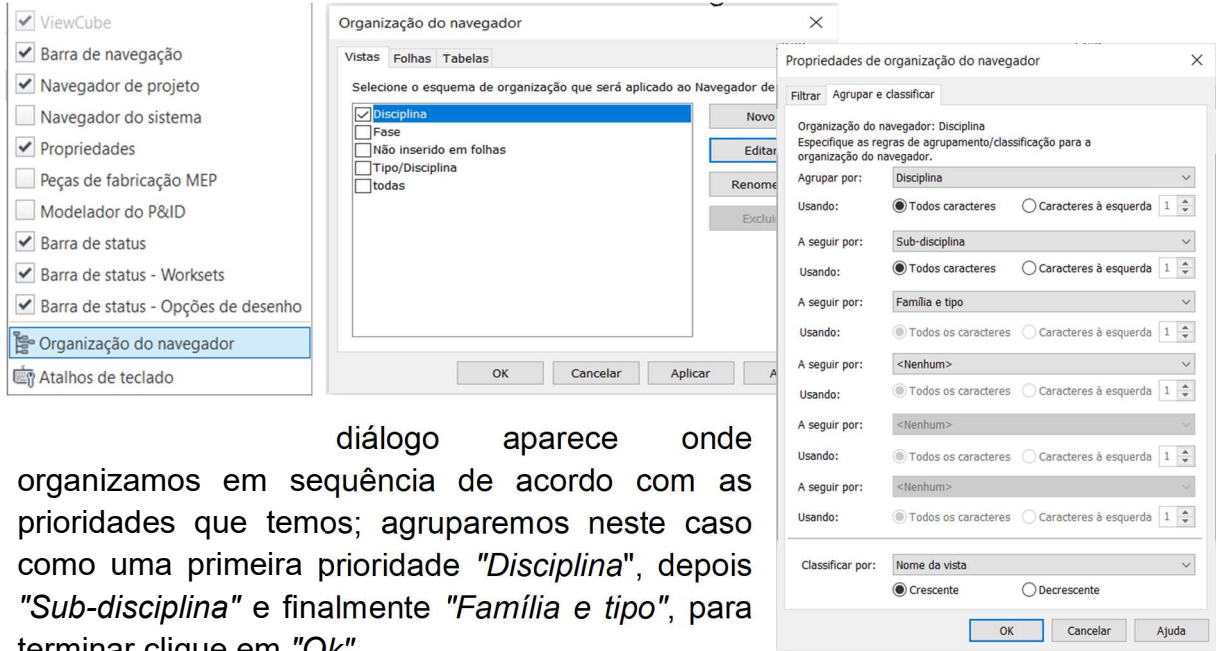 ViewCube
Barra de navegação
Navegador de projeto
Navegador do sistema
Propriedades
Peças de fabricação MEP
Modelador do P&ID
Barra de status
Barra de status - Worksets
Barra de status - Opções de desenho
Organização do navegador
Atalhos de teclado
Organização do navegador
Vistas Folhas Tabelas
Selecione o esquema de organização que será aplicado ao Navegador de
Disciplina
Fase
Não inserido em folhas
Tipo/Disciplina
todas
Novo
Editar
Renome
Exclui
OK Cancelar Aplicar A
Propriedades de organização do navegador
Filtrar Agrupar e classificar
Organização do navegador: Disciplina
Especifique as regras de agrupamento/classificação para a
organização do navegador.
Agrupar por: Disciplina
Usando: Todos caracteres Caracteres à esquerda 1
A seguir por: Sub-disciplina
Usando: Todos caracteres Caracteres à esquerda 1
A seguir por: Família e tipo
Usando: Todos os caracteres Caracteres à esquerda 1
A seguir por: <Nenhum>
Usando: Todos os caracteres Caracteres à esquerda 1
A seguir por: <Nenhum>
Usando: Todos os caracteres Caracteres à esquerda 1
A seguir por: <Nenhum>
Usando: Todos os caracteres Caracteres à esquerda 1
Classificar por: Nome da vista
Crescente Decrescente
OK Cancelar Ajuda
diálogo aparece onde
organizamos em sequência de acordo com as
prioridades que temos; agruparemos neste caso
como uma primeira prioridade "Disciplina", depois
"Sub-disciplina" e finalmente "Família e tipo", para
terminar clique em "Ok"